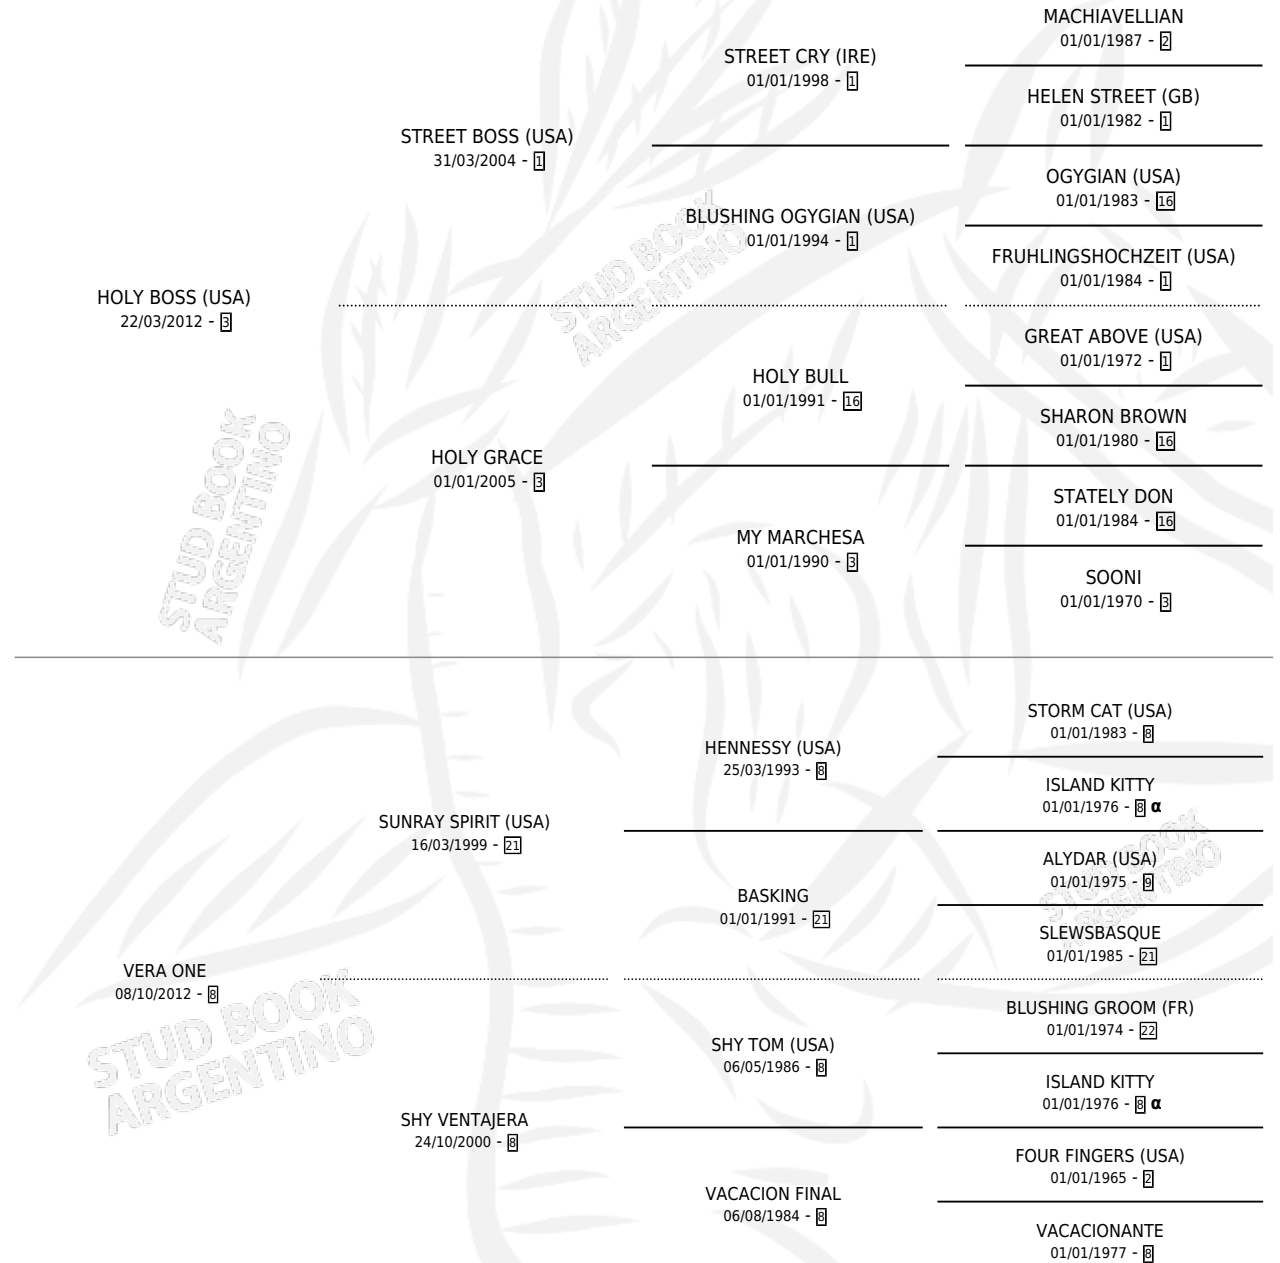 MACHIAVELLIAN
01/01/1987 - 2
STREET CRY (IRE)
01/01/1998 - 1
HELEN STREET (GB)
01/01/1982 - 1
STREET BOSS (USA)
31/03/2004 - 1
OGYGIAN (USA)
01/01/1983 - 16
BLUSHING OGYGIAN (USA)
01/01/1994 - 1
FRUHLINGSHOCHZEIT (USA)
01/01/1984 - 1
STUD BOOK
ARGENTINO
HOLY BOSS (USA)
22/03/2012 - 3
GREAT ABOVE (USA)
01/01/1972 - 1
HOLY BULL
01/01/1991 - 16
SHARON BROWN
01/01/1980 - 16
HOLY GRACE
01/01/2005 - 3
STATELY DON
01/01/1984 - 16
MY MARCHESA
01/01/1990 - 3
SOONI
01/01/1970 - 3
STUD BOOK
ARGENTINO
STORM CAT (USA)
01/01/1983 - 8
HENNESSY (USA)
25/03/1993 - 8
ISLAND KITTY
01/01/1976 - 8 α
SUNRAY SPIRIT (USA)
16/03/1999 - 21
ALYDAR (USA)
01/01/1975 - 9
BASKING
01/01/1991 - 21
SLEWSBASQUE
01/01/1985 - 21
STUD BOOK
ARGENTINO
VERA ONE
08/10/2012 - 8
BLUSHING GROOM (FR)
01/01/1974 - 22
SHY TOM (USA)
06/05/1986 - 8
ISLAND KITTY
01/01/1976 - 8 α
SHY VENTAJERA
24/10/2000 - 8
FOUR FINGERS (USA)
01/01/1965 - 2
VACACION FINAL
06/08/1984 - 8
VACACIONANTE
01/01/1977 - 8
STUD BOOK
ARGENTINO